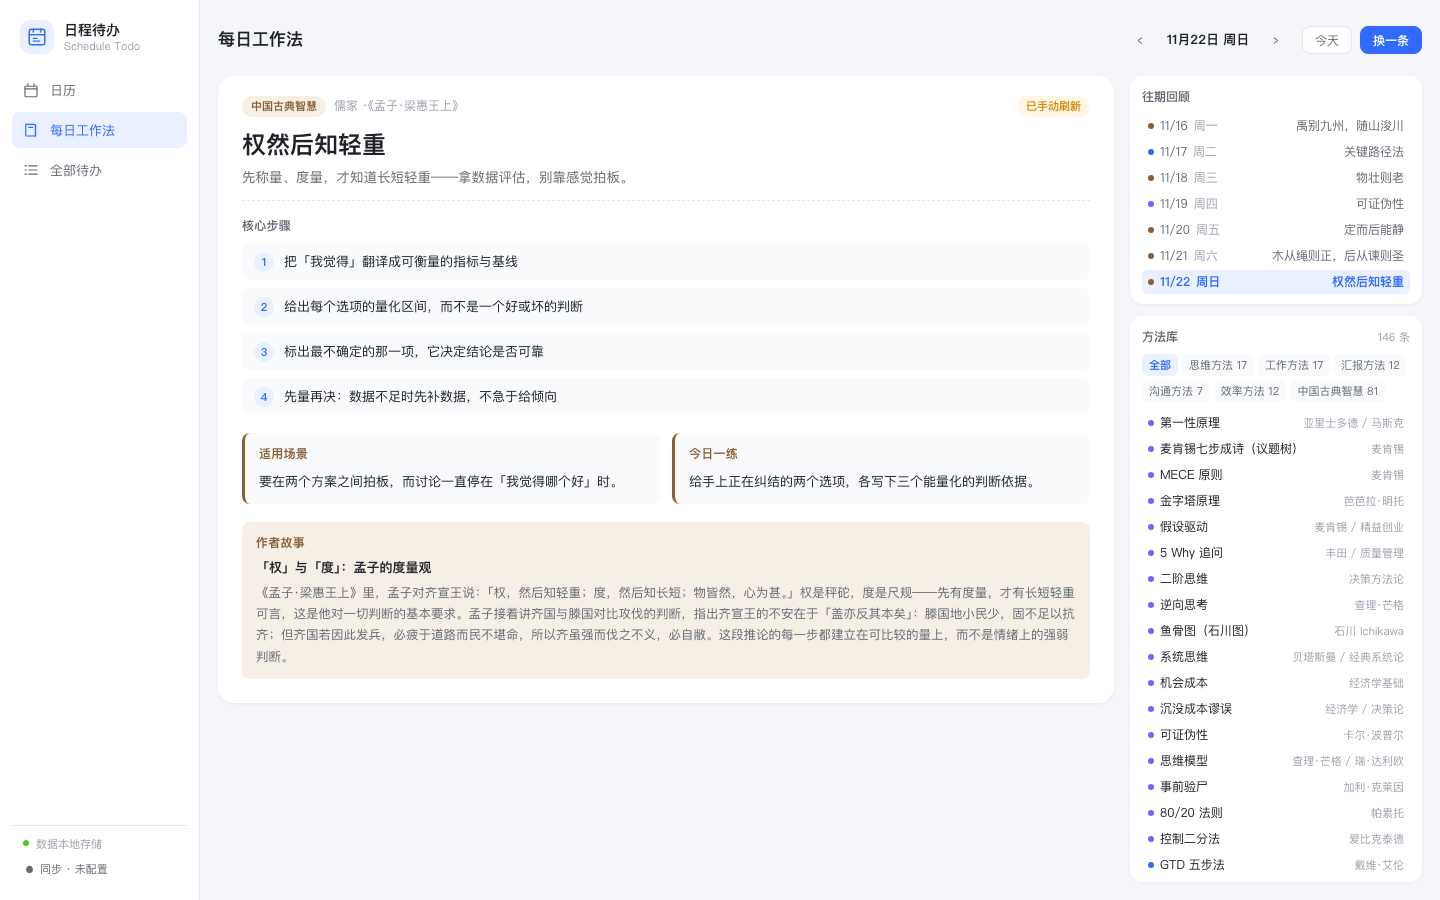 日程待办
Schedule Todo
日历
每日工作法
全部待办
数据本地存储
同步 · 未配置
每日工作法
‹ 11月22日 周日 › 今天 换一条
中国古典智慧 儒家 ·《孟子·梁惠王上》 已手动刷新
权然后知轻重
先称量、度量，才知道长短轻重——拿数据评估，别靠感觉拍板。
核心步骤
1 把「我觉得」翻译成可衡量的指标与基线
2 给出每个选项的量化区间，而不是一个好或坏的判断
3 标出最不确定的那一项，它决定结论是否可靠
4 先量再决：数据不足时先补数据，不急于给倾向
适用场景
要在两个方案之间拍板，而讨论一直停在「我觉得哪个好」时。
今日一练
给手上正在纠结的两个选项，各写下三个能量化的判断依据。
作者故事
「权」与「度」：孟子的度量观
《孟子·梁惠王上》里，孟子对齐宣王说：「权，然后知轻重；度，然后知长短；物皆然，心为甚。」权是秤砣，度是尺规——先有度量，才有长短轻重
可言，这是他对一切判断的基本要求。孟子接着讲齐国与滕国对比攻伐的判断，指出齐宣王的不安在于「盖亦反其本矣」：滕国地小民少，固不足以抗
齐；但齐国若因此发兵，必疲于道路而民不堪命，所以齐虽强而伐之不义，必自敝。这段推论的每一步都建立在可比较的量上，而不是情绪上的强弱
判断。
往期回顾
11/16 周一 禹别九州，随山浚川
11/17 周二 关键路径法
11/18 周三 物壮则老
11/19 周四 可证伪性
11/20 周五 定而后能静
11/21 周六 木从绳则正，后从谏则圣
11/22 周日 权然后知轻重
方法库 146 条
全部 思维方法 17 工作方法 17 汇报方法 12
沟通方法 7 效率方法 12 中国古典智慧 81
第一性原理 亚里士多德 / 马斯克
麦肯锡七步成诗（议题树） 麦肯锡
MECE 原则 麦肯锡
金字塔原理 芭芭拉·明托
假设驱动 麦肯锡 / 精益创业
5 Why 追问 丰田 / 质量管理
二阶思维 决策方法论
逆向思考 查理·芒格
鱼骨图（石川图） 石川 Ichikawa
系统思维 贝塔斯曼 / 经典系统论
机会成本 经济学基础
沉没成本谬误 经济学 / 决策论
可证伪性 卡尔·波普尔
思维模型 查理·芒格 / 瑞·达利欧
事前验尸 加利·克莱因
80/20 法则 帕累托
控制二分法 爱比克泰德
GTD 五步法 戴维·艾伦